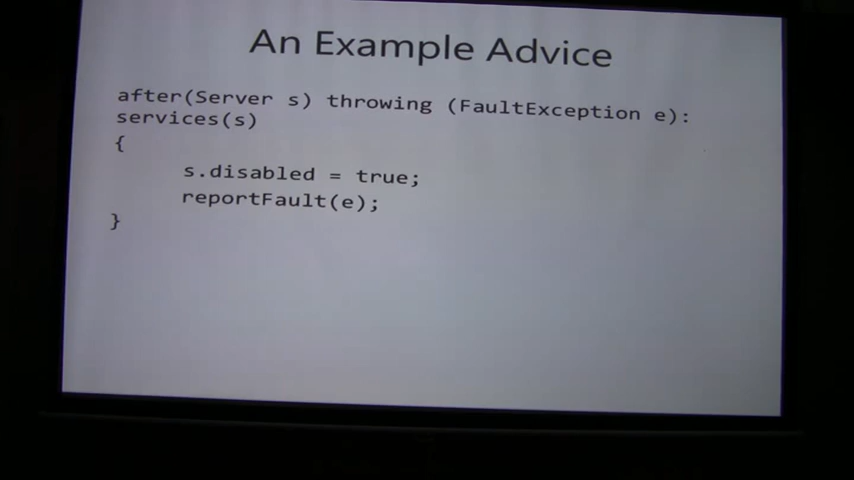 An Example Advice
after(Server s) throwing (FaultException e):
services(s)
{
s.disabled = true;
reportFault(e);
}